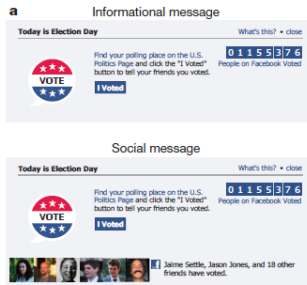 a
Informational message
Today is Election Day
What's this? • close
Find your polling place on the U.S.
Politics Page and click the "I Voted"
button to tell your friends you voted.
0 1 1 5 5 3 7 6
People on Facebook Voted
VOTE
I Voted
Social message
Today is Election Day
What's this? • close
Find your polling place on the U.S.
Politics Page and click the "I Voted"
button to tell your friends you voted.
0 1 1 5 5 3 7 6
People on Facebook Voted
VOTE
I Voted
f
Jaime Settle, Jason Jones, and 18 other
friends have voted.